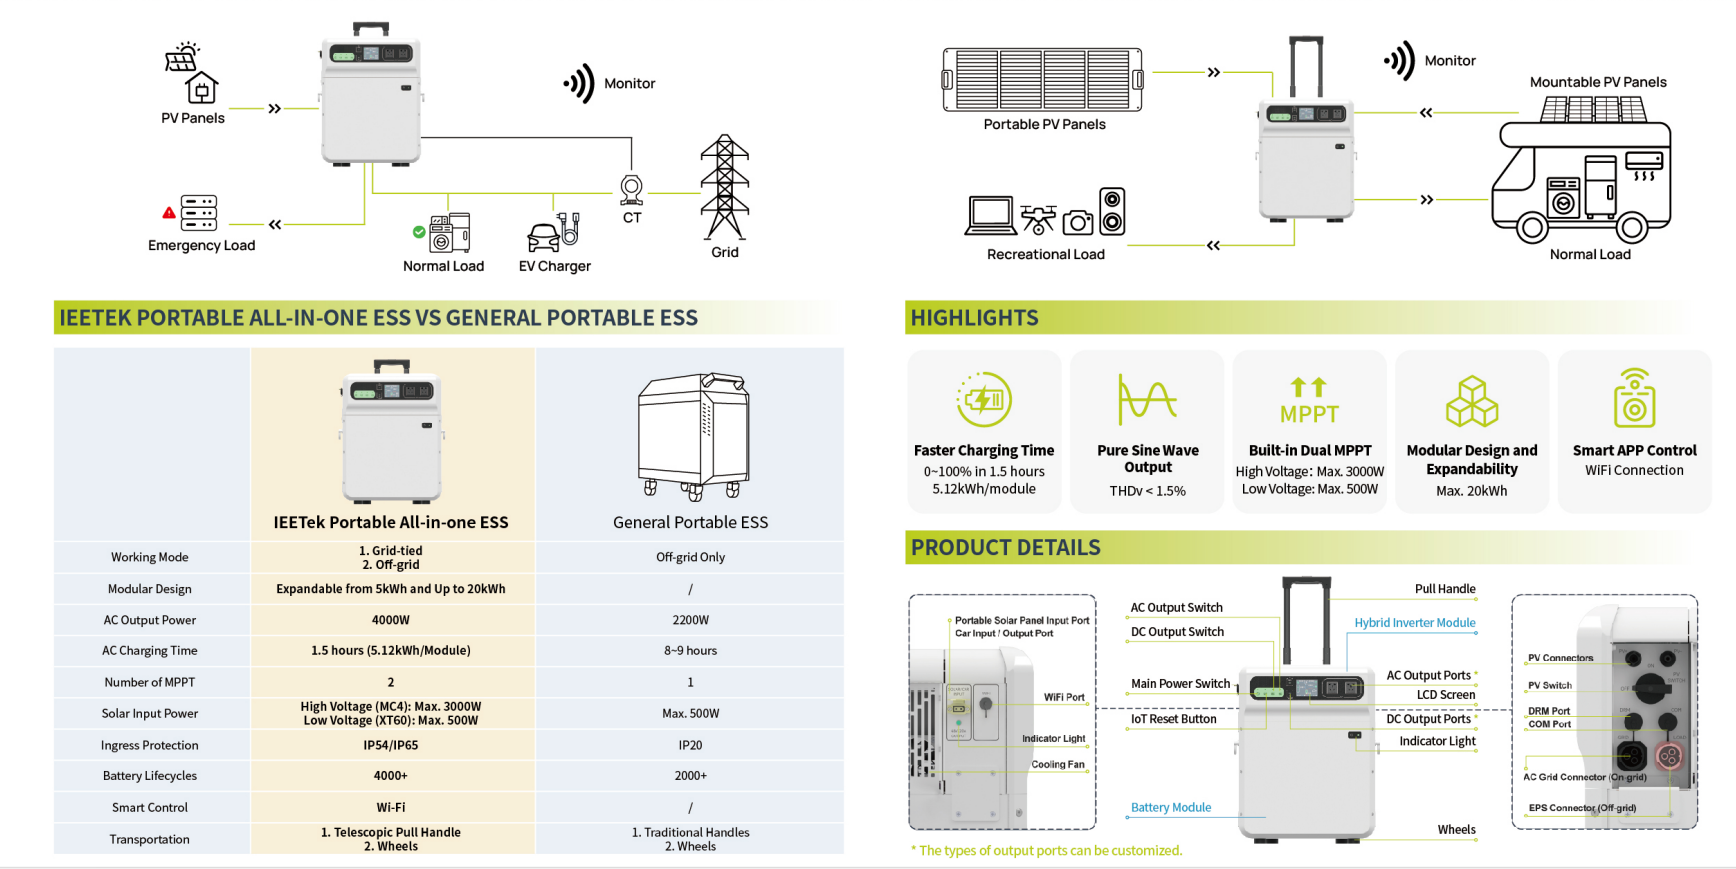 Monitor
PV Panels
Emergency Load
Normal Load
EV Charger
CT
Grid
Portable PV Panels
Monitor
Mountable PV Panels
Recreational Load
Normal Load
IEETEK PORTABLE ALL-IN-ONE ESS VS GENERAL PORTABLE ESS
IEETek Portable All-in-one ESS
General Portable ESS
Working Mode
1. Grid-tied
2. Off-grid
Off-grid Only
Modular Design
Expandable from 5kWh and Up to 20kWh
/
AC Output Power
4000W
2200W
AC Charging Time
1.5 hours (5.12kWh/Module)
8~9 hours
Number of MPPT
2
1
Solar Input Power
High Voltage (MC4): Max. 3000W
Low Voltage (XT60): Max. 500W
Max. 500W
Ingress Protection
IP54/IP65
IP20
Battery Lifecycles
4000+
2000+
Smart Control
Wi-Fi
/
Transportation
1. Telescopic Pull Handle
2. Wheels
1. Traditional Handles
2. Wheels
HIGHLIGHTS
Faster Charging Time
0~100% in 1.5 hours
5.12kWh/module
Pure Sine Wave
Output
THDv < 1.5%
MPPT
Built-in Dual MPPT
High Voltage: Max. 3000W
Low Voltage: Max. 500W
Modular Design and
Expandability
Max. 20kWh
Smart APP Control
WiFi Connection
PRODUCT DETAILS
Portable Solar Panel Input Port
Car Input / Output Port
WiFi Port
Indicator Light
Cooling Fan
AC Output Switch
DC Output Switch
Main Power Switch
IoT Reset Button
Battery Module
Pull Handle
Hybrid Inverter Module
AC Output Ports *
LCD Screen
DC Output Ports *
Indicator Light
Wheels
PV Connectors
PV Switch
DRM Port
COM Port
AC Grid Connector (On-grid)
EPS Connector (Off-grid)
* The types of output ports can be customized.